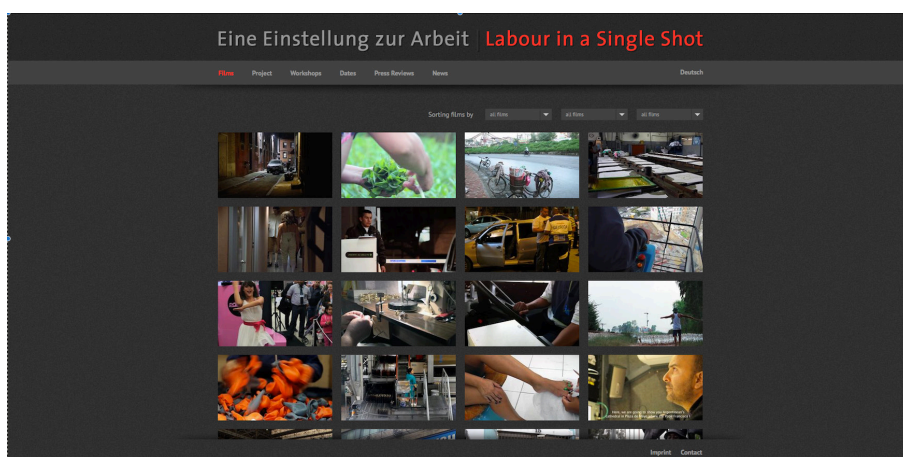 Eine Einstellung zur Arbeit | Labour in a Single Shot
Films Project Workshops Dates Press Reviews News Deutsch
Sorting films by all films all films all films
Imprint Contact